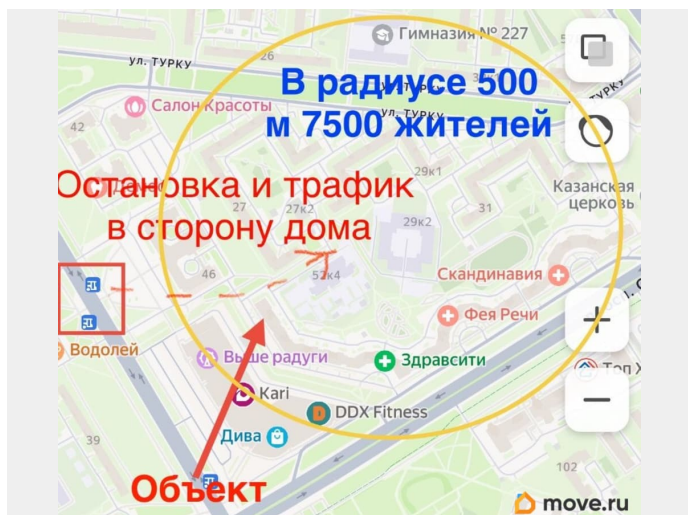 Гимназия № 227
ул. ТУРКУ
26
В радиусе 500
Салон Красоты
м 7500 жителей
42
29к1
Остановка и трафик
Казанская
церковь
27
27к2
31
29к2
в сторону дома
46
52к4
Скандинавия
Фея Речи
Водолей
Выше радуги
Здравсити
Kari
DDX Fitness
Дива
39
102
Объект
move.ru